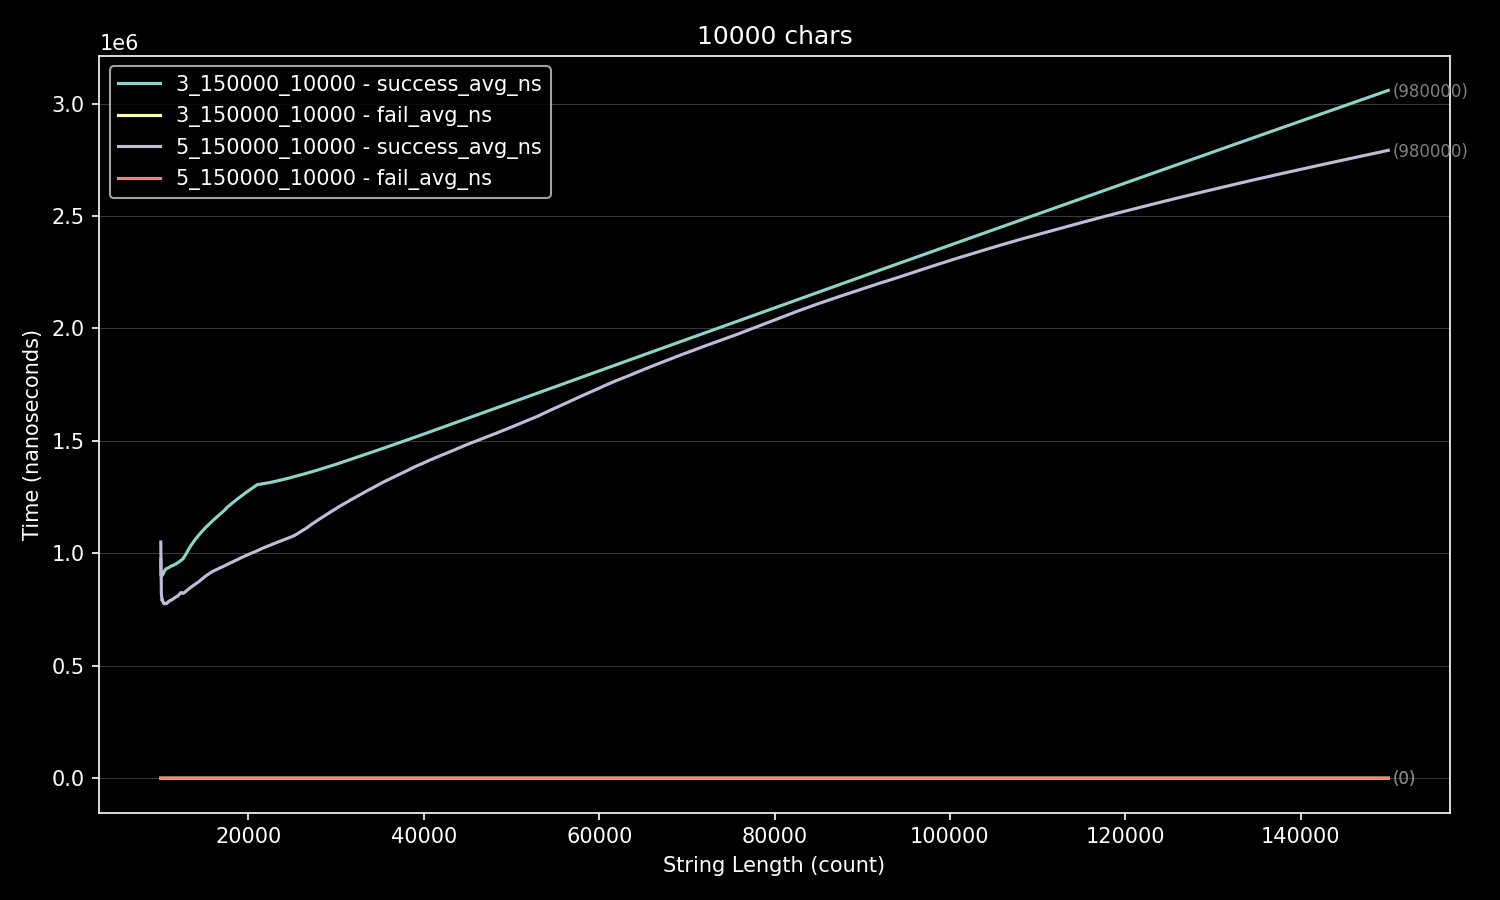 10000 chars
1e6
3_150000_10000 - success_avg_ns
3_150000_10000 - fail_avg_ns
5_150000_10000 - success_avg_ns
5_150000_10000 - fail_avg_ns
(980000)
(980000)
(0)
3.0
2.5
2.0
1.5
1.0
0.5
0.0
Time (nanoseconds)
20000 40000 60000 80000 100000 120000 140000
String Length (count)